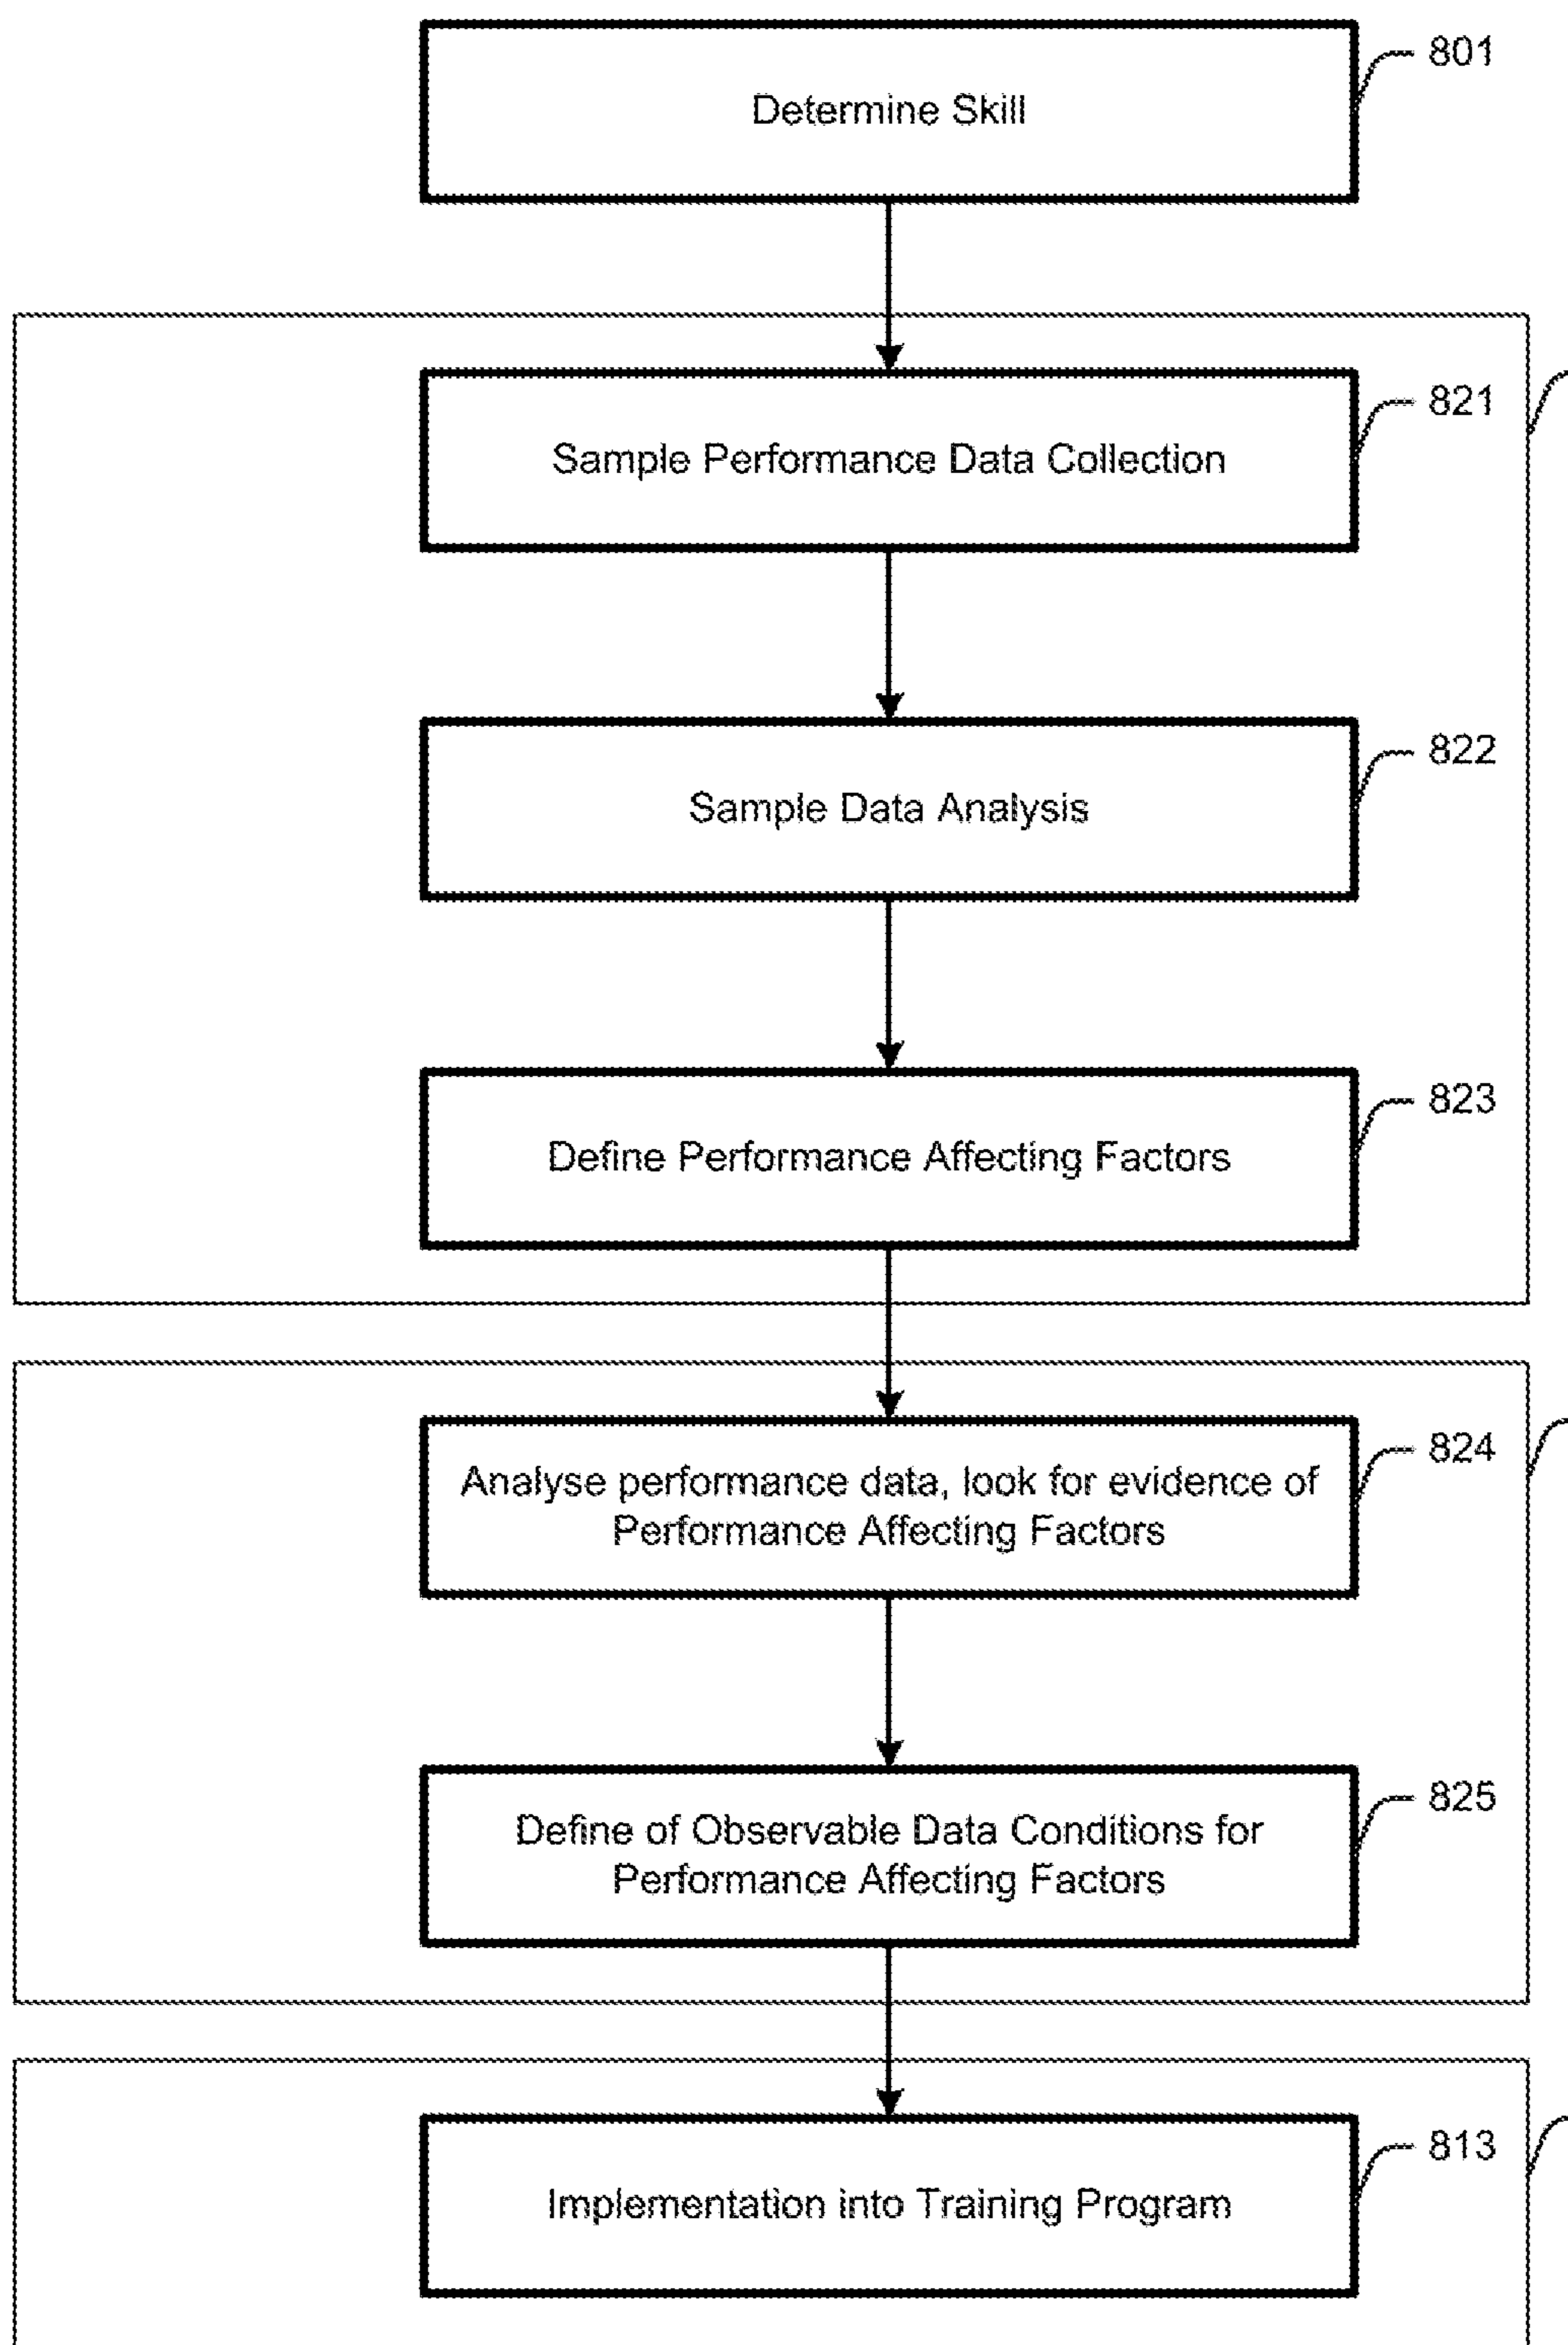 801
Determine Skill
821
Sample Performance Data Collection
822
Sample Data Analysis
823
Define Performance Affecting Factors
824
Analyse performance data, look for evidence of
Performance Affecting Factors
825
Define of Observable Data Conditions for
Performance Affecting Factors
813
Implementation into Training Program